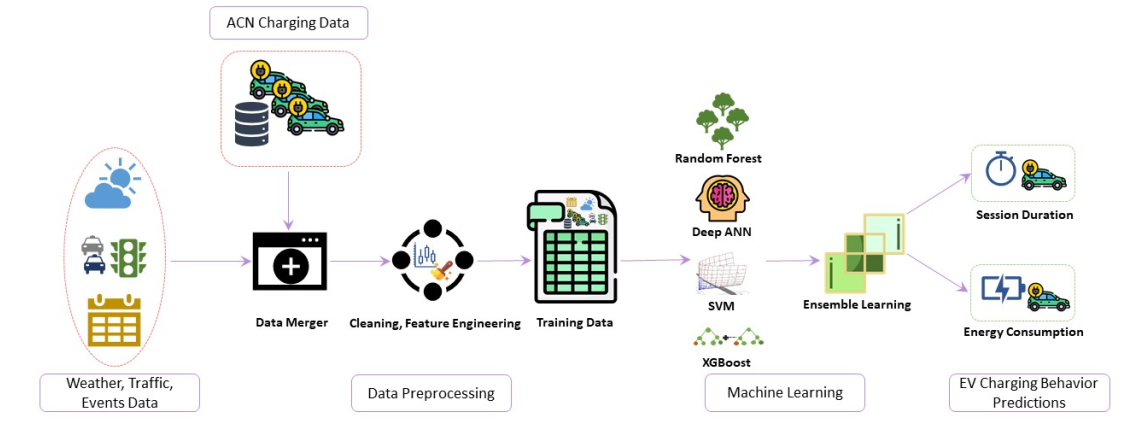 ACN Charging Data
Random Forest
Deep ANN
SVM
XGBoost
Session Duration
Energy Consumption
Data Merger
Cleaning, Feature Engineering
Training Data
Ensemble Learning
Weather, Traffic,
Events Data
Data Preprocessing
Machine Learning
EV Charging Behavior
Predictions